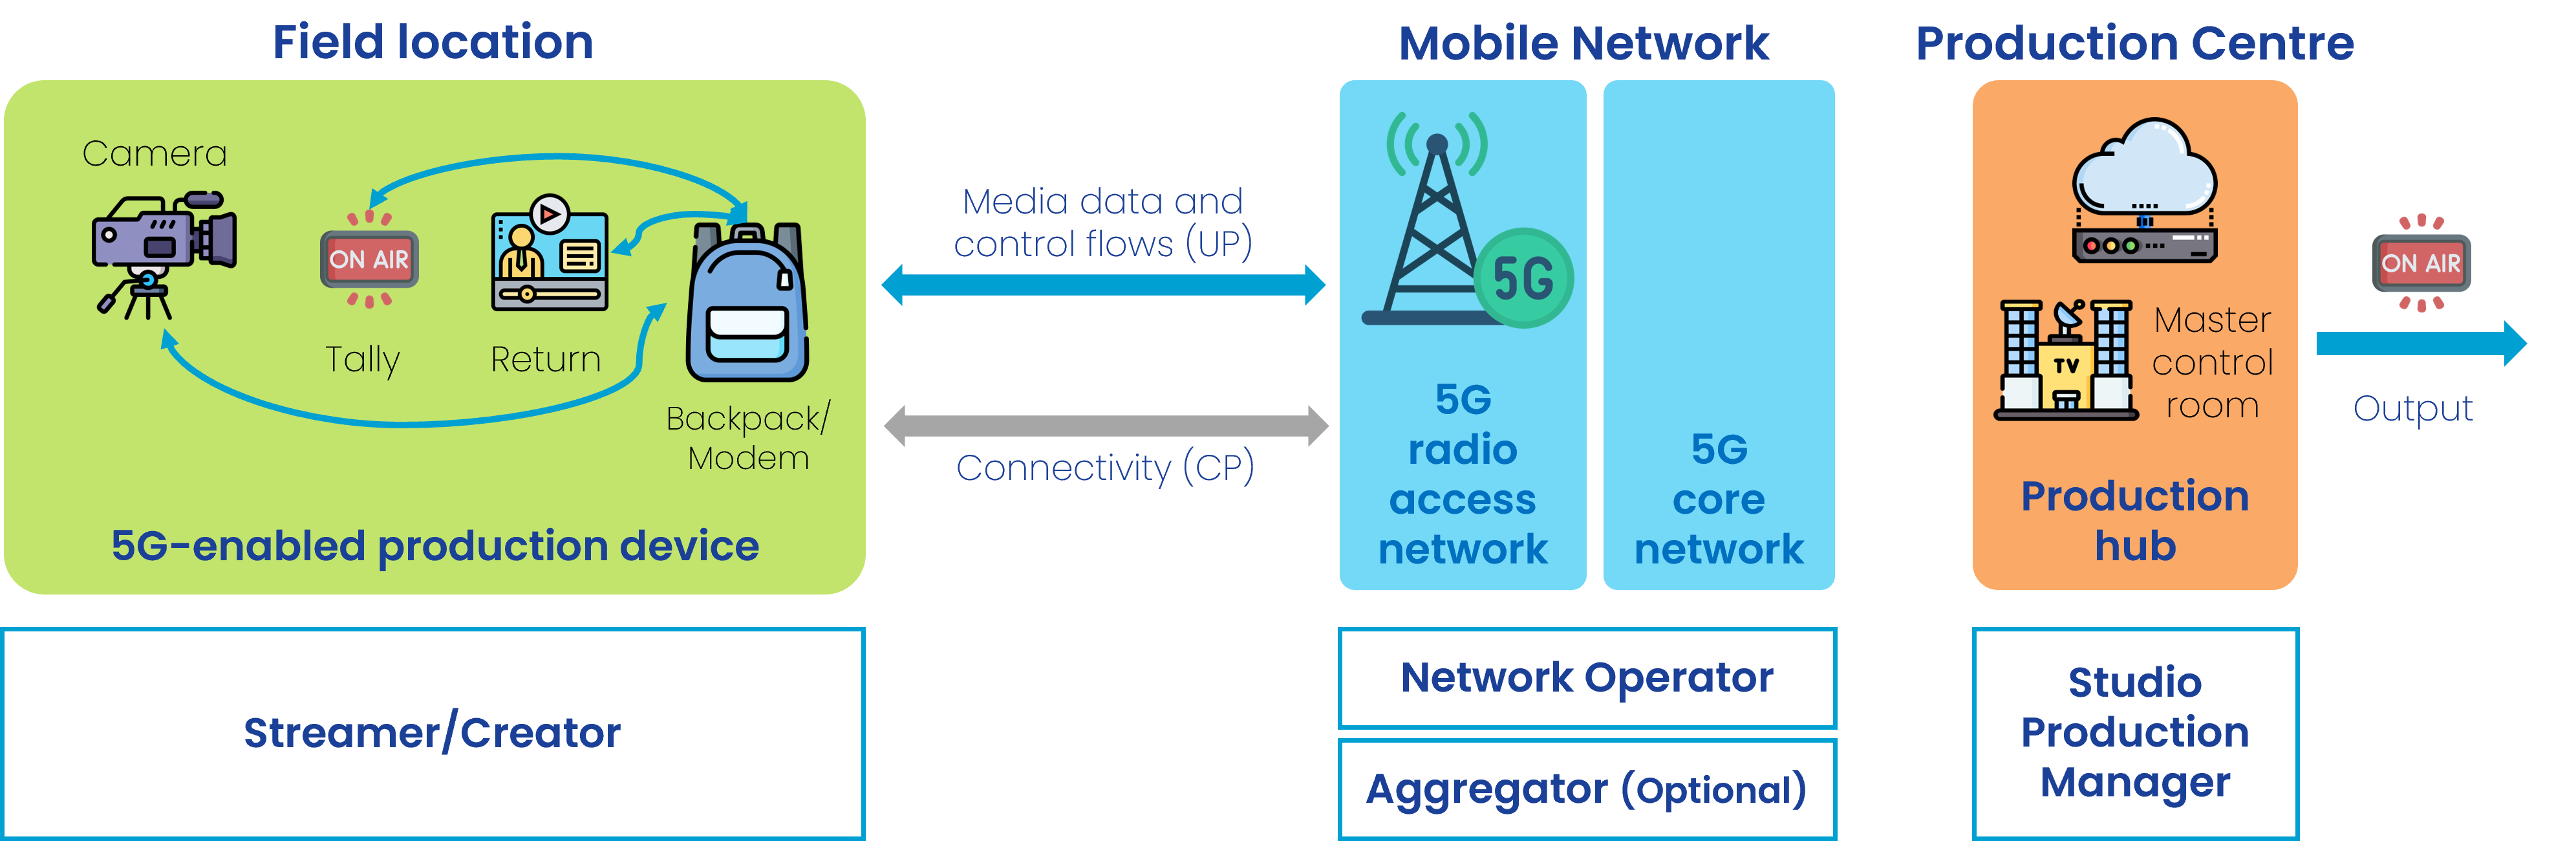 Field location
Mobile Network
Production Centre
Camera
ON AIR
Tally
Return
Backpack/
Modem
5G-enabled production device
Media data and
control flows (UP)
Connectivity (CP)
5G
5G
radio
access
network
5G
core
network
TV
Master
control
room
Production
hub
ON AIR
Output
Streamer/Creator
Network Operator
Aggregator (Optional)
Studio
Production
Manager